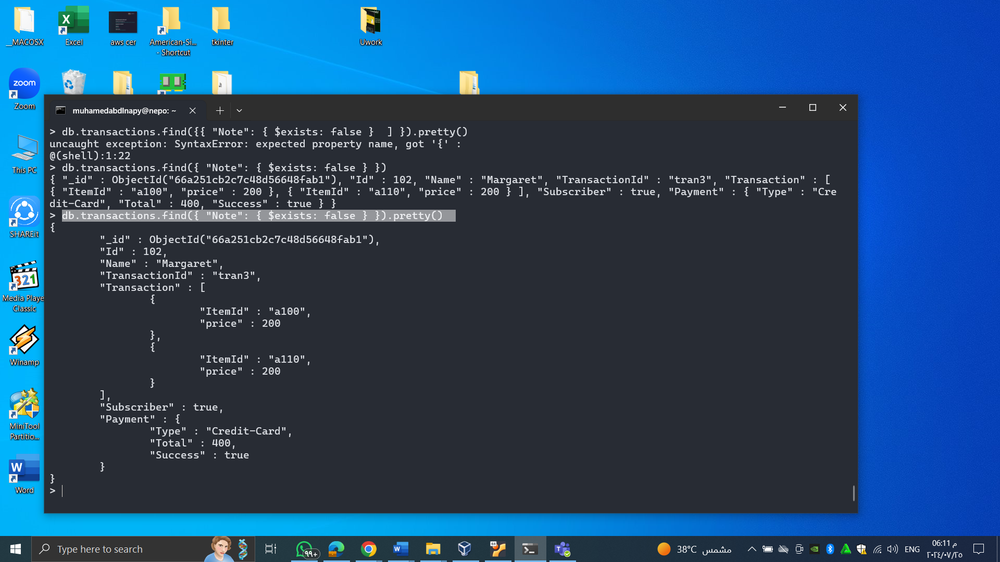 __MACOSX
Excel
aws cer
American-Si...
- Shortcut
tkinter
Uwork
zoom
Zoom
This PC
SHAREit
321
Media Playe
Classic
Winamp
MiniTool
Partitio...
W
Word
muhamedabdlnapy@nepo: ~
> db.transactions.find({{ "Note": { $exists: false }  ] }).pretty()
uncaught exception: SyntaxError: expected property name, got '{' :
@(shell):1:22
> db.transactions.find({ "Note": { $exists: false } })
{ "_id" : ObjectId("66a251cb2c7c48d56648fab1"), "Id" : 102, "Name" : "Margaret", "TransactionId" : "tran3", "Transaction" : [
{ "ItemId" : "a100", "price" : 200 }, { "ItemId" : "a110", "price" : 200 } ], "Subscriber" : true, "Payment" : { "Type" : "Cre
dit-Card", "Total" : 400, "Success" : true } }
> db.transactions.find({ "Note": { $exists: false } }).pretty()
{
"_id" : ObjectId("66a251cb2c7c48d56648fab1"),
"Id" : 102,
"Name" : "Margaret",
"TransactionId" : "tran3",
"Transaction" : [
{
"ItemId" : "a100",
"price" : 200
},
{
"ItemId" : "a110",
"price" : 200
}
],
"Subscriber" : true,
"Payment" : {
"Type" : "Credit-Card",
"Total" : 400,
"Success" : true
}
}
>
Type here to search
٩٩+
W
64
T
38°C مشمس
ENG
06:11 م
٢٠٢٤/٠٧/٢٥